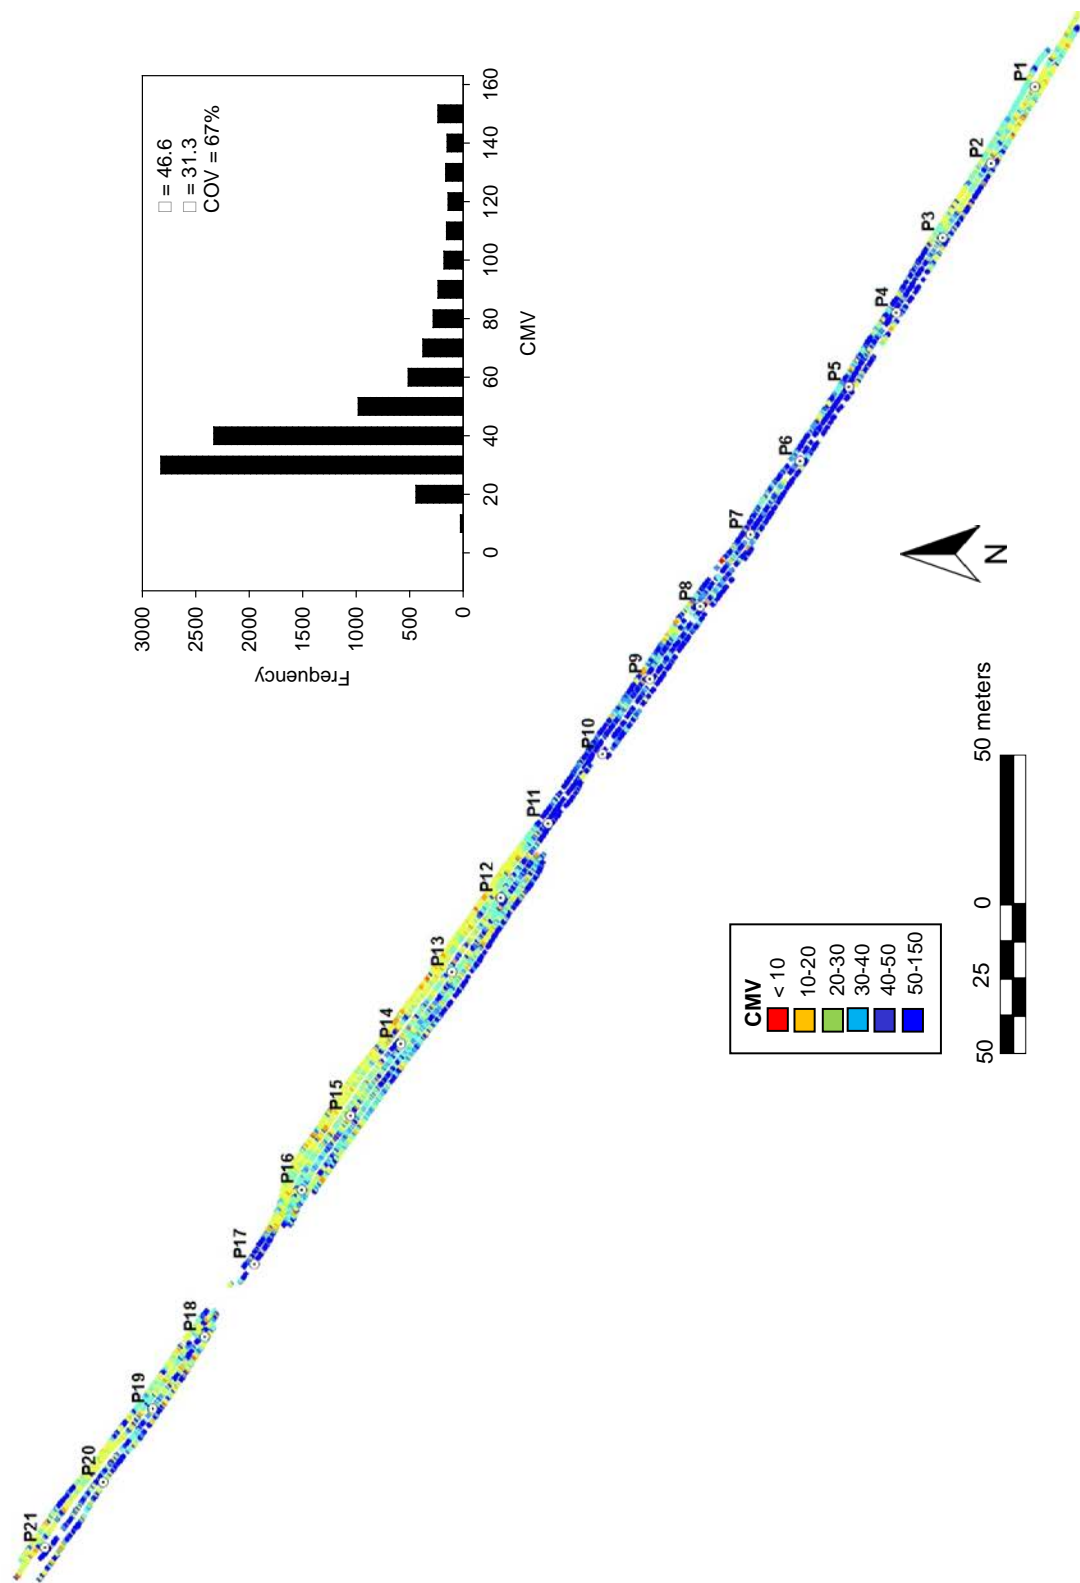 3000
2500
2000
1500
1000
500
0
Frequency
0
20
40
60
80
100
120
140
160
CMV
□ = 46.6
□ = 31.3
COV = 67%
P21
P20
P19
P18
P17
P16
P15
P14
P13
P12
P11
P10
P9
P8
P7
P6
P5
P4
P3
P2
P1
CMV
< 10
10-20
20-30
30-40
40-50
50-150
50
25
0
50 meters
N